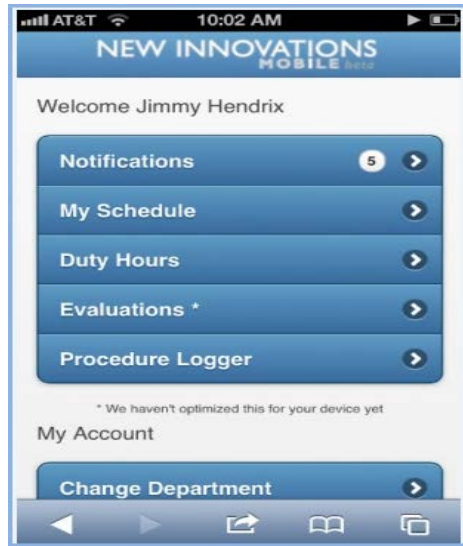 AT&T 10:02 AM
NEW INNOVATIONS
MOBILE beta
Welcome Jimmy Hendrix
Notifications 5
My Schedule
Duty Hours
Evaluations *
Procedure Logger
* We haven't optimized this for your device yet
My Account
Change Department